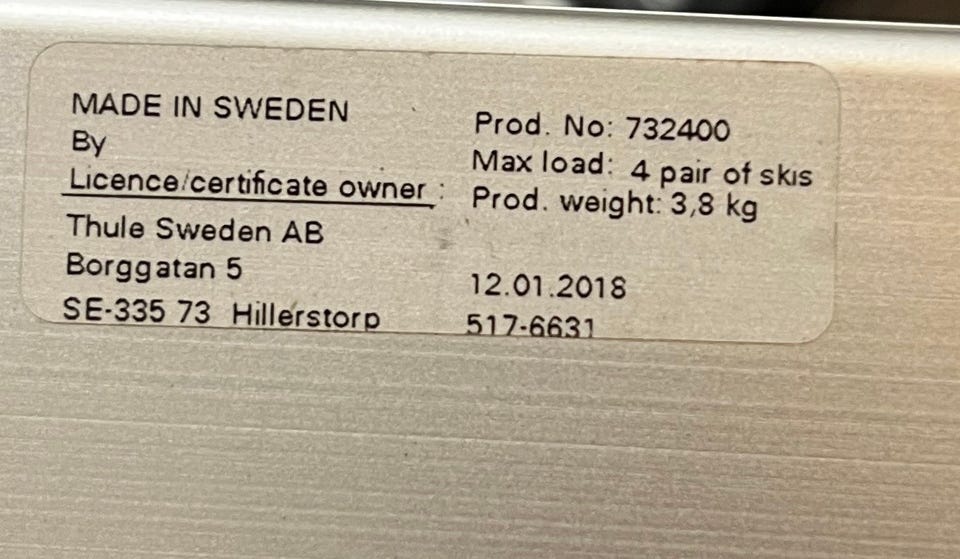 MADE IN SWEDEN
By
Licence/certificate owner :
Thule Sweden AB
Borggatan 5
SE-335 73 Hillerstorp
Prod. No: 732400
Max load: 4 pair of skis
Prod. weight: 3,8 kg
12.01.2018
517-6631